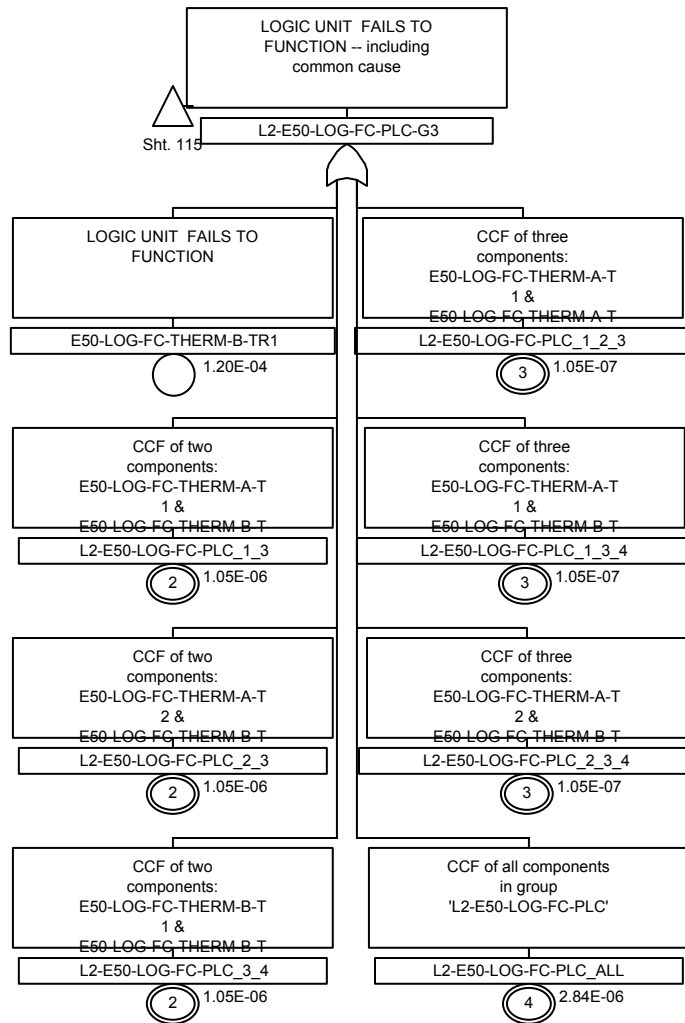 LOGIC UNIT FAILS TO
FUNCTION -- including
common cause
Sht. 115
L2-E50-LOG-FC-PLC-G3
LOGIC UNIT FAILS TO
FUNCTION
E50-LOG-FC-THERM-B-TR1
1.20E-04
CCF of three
components:
E50-LOG-FC-THERM-A-T
1 &
E50-LOG-FC-THERM-A-T
L2-E50-LOG-FC-PLC_1_2_3
3
1.05E-07
CCF of two
components:
E50-LOG-FC-THERM-A-T
1 &
E50-LOG-FC-THERM-B-T
L2-E50-LOG-FC-PLC_1_3
2
1.05E-06
CCF of three
components:
E50-LOG-FC-THERM-A-T
1 &
E50-LOG-FC-THERM-B-T
L2-E50-LOG-FC-PLC_1_3_4
3
1.05E-07
CCF of two
components:
E50-LOG-FC-THERM-A-T
2 &
E50-LOG-FC-THERM-B-T
L2-E50-LOG-FC-PLC_2_3
2
1.05E-06
CCF of three
components:
E50-LOG-FC-THERM-A-T
2 &
E50-LOG-FC-THERM-B-T
L2-E50-LOG-FC-PLC_2_3_4
3
1.05E-07
CCF of two
components:
E50-LOG-FC-THERM-B-T
1 &
E50-LOG-FC-THERM-B-T
L2-E50-LOG-FC-PLC_3_4
2
1.05E-06
CCF of all components
in group
'L2-E50-LOG-FC-PLC'
L2-E50-LOG-FC-PLC_ALL
4
2.84E-06